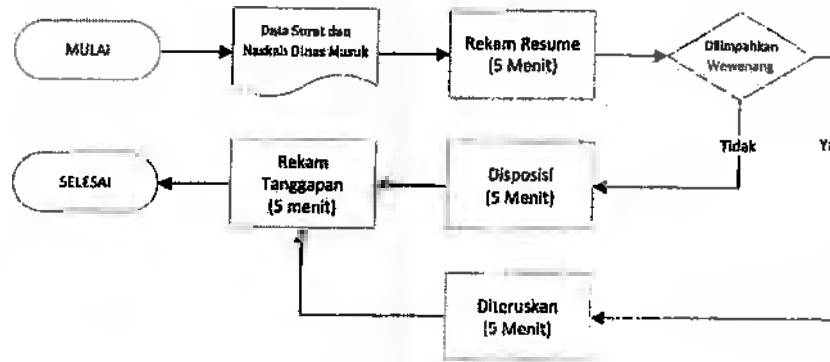 MULAI
Data Surat dan
Naskah Dinas Masuk
Rekam Resume
(5 Menit)
Dilimpahkan
Wewenang
Tidak
Ya
SELESAI
Rekam
Tanggapan
(5 menit)
Disposisi
(5 Menit)
Diteruskan
(5 Menit)